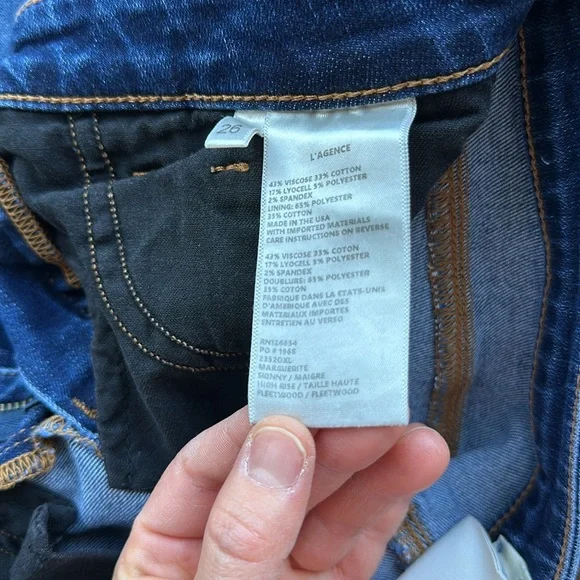 26
L'AGENCE
43% VISCOSE 33% COTTON
17% LYOCELL 5% POLYESTER
2% SPANDEX
LINING: 65% POLYESTER
35% COTTON
MADE IN THE USA
WITH IMPORTED MATERIALS
CARE INSTRUCTIONS ON REVERSE
43% VISCOSE 33% COTON
17% LYOCELL 5% POLYESTER
2% SPANDEX
DOUBLURE: 65% POLYESTER
35% COTON
FABRIQUE DANS LA ETATS-UNIS
D'AMERIQUE AVEC DES
MATERIAUX IMPORTES
ENTRETIEN AU VERSO
PO # 1965
2352DXL
MARGUERITE
SKINNY / MAIGRE
HIGH RISE / TAILLE HAUTE
FLEETWOOD / FLEETWOOD